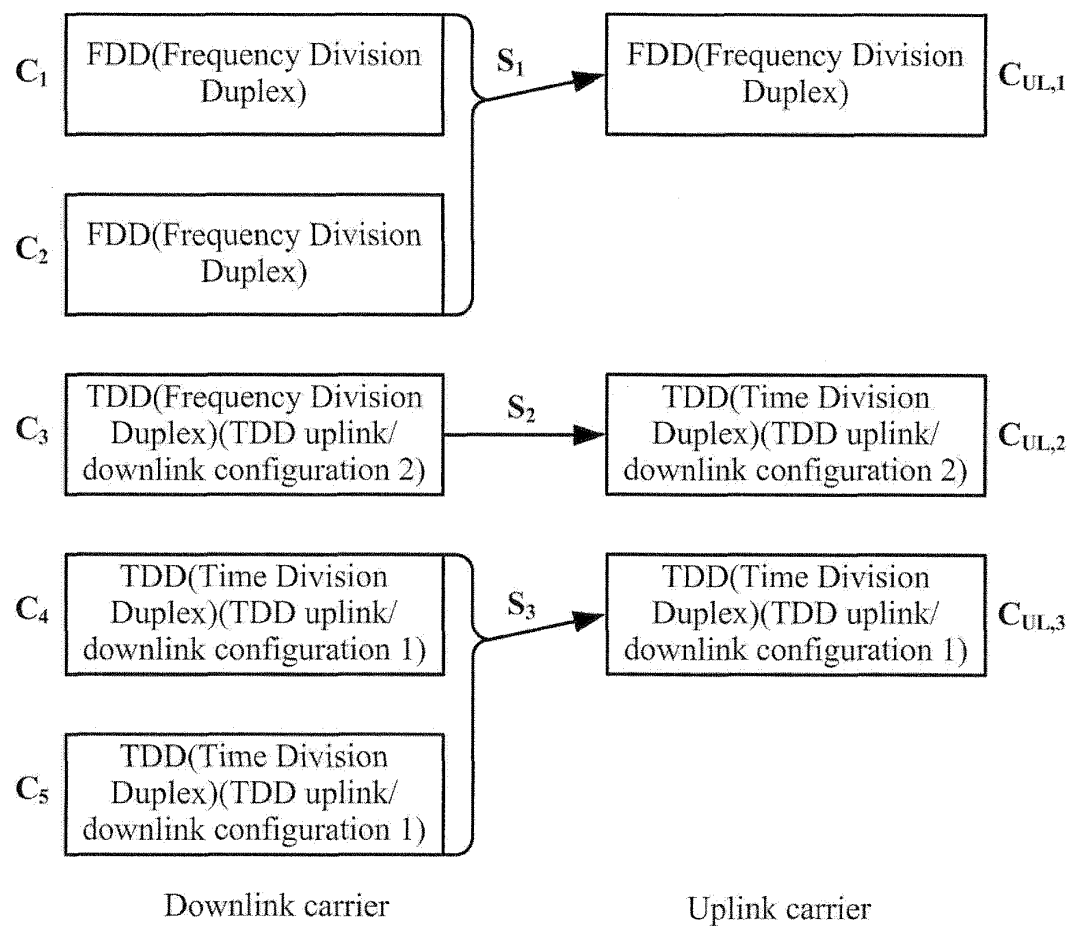 C₁
FDD(Frequency Division
Duplex)
S₁
FDD(Frequency Division
Duplex)
C_UL,1
C₂
FDD(Frequency Division
Duplex)
C₃
TDD(Frequency Division
Duplex)(TDD uplink/
downlink configuration 2)
S₂
TDD(Time Division
Duplex)(TDD uplink/
downlink configuration 2)
C_UL,2
C₄
TDD(Time Division
Duplex)(TDD uplink/
downlink configuration 1)
S₃
TDD(Time Division
Duplex)(TDD uplink/
downlink configuration 1)
C_UL,3
C₅
TDD(Time Division
Duplex)(TDD uplink/
downlink configuration 1)
Downlink carrier
Uplink carrier